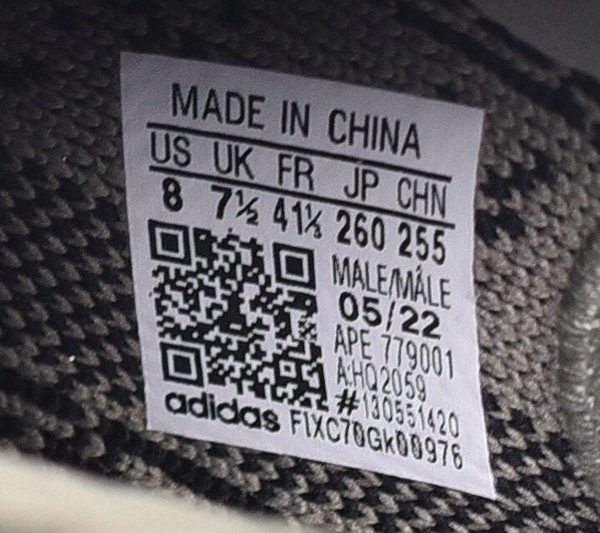 MADE IN CHINA
US UK FR JP CHN
8 7½ 41⅓ 260 255
MALE/MÂLE
05/22
APE 779001
A:HQ2059
#130551420
adidas FIXC70Gk00976